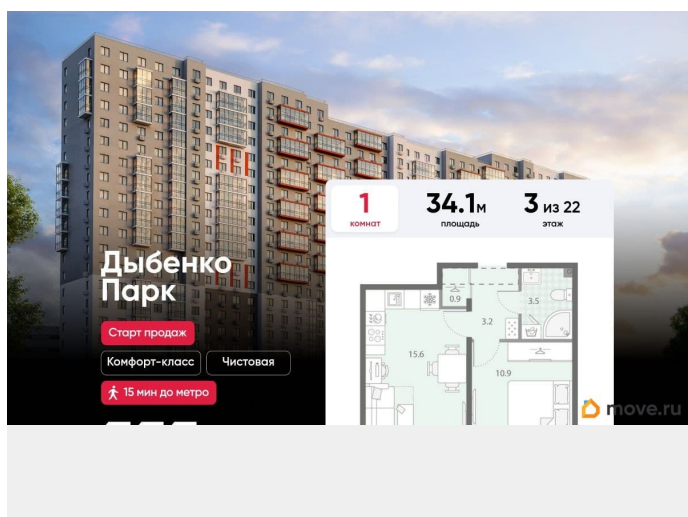 1
комнат
34.1м
площадь
3 из 22
этаж
Дыбенко
Парк
Старт продаж
Комфорт-класс
Чистовая
15 мин до метро
0.9
3.5
3.2
15.6
10.9
move.ru